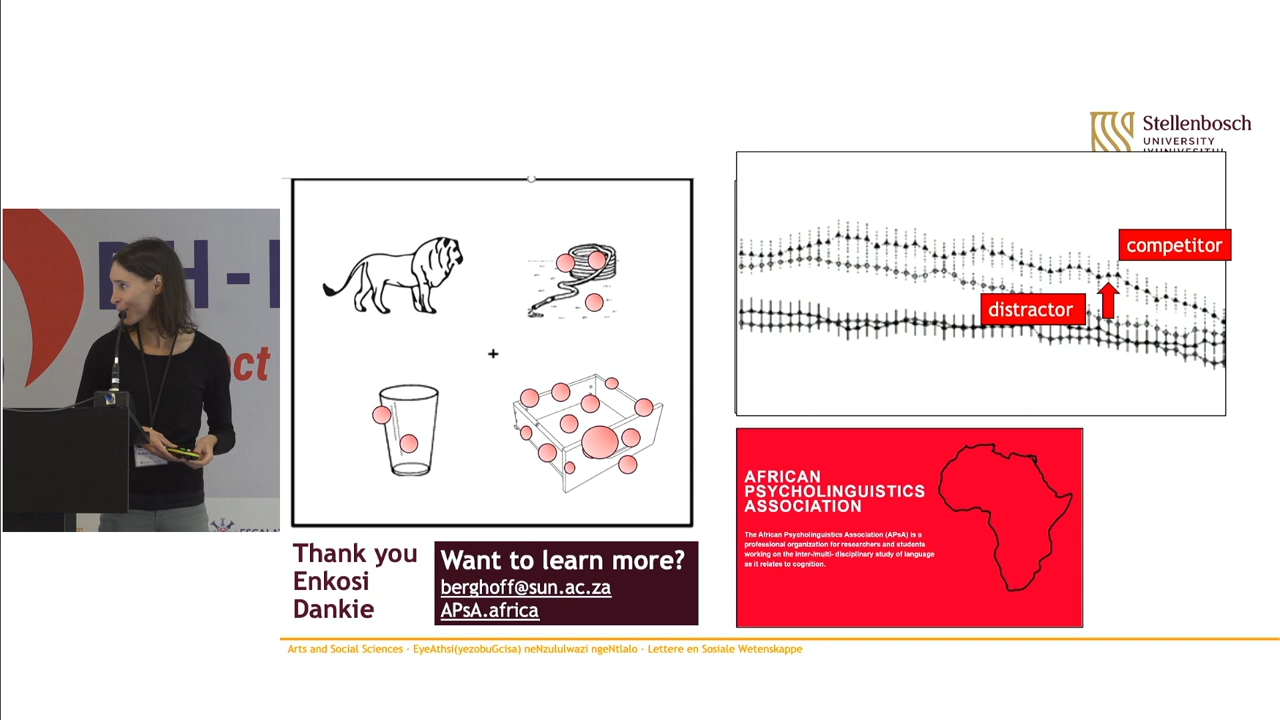 Stellenbosch
UNIVERSITY
competitor
distractor
AFRICAN
PSYCHOLINGUISTICS
ASSOCIATION
The African Psycholinguistics Association (APsA) is a
professional organization for researchers and students
working on the inter-/multi- disciplinary study of language
as it relates to cognition.
Thank you
Enkosi
Dankie
Want to learn more?
berghoff@sun.ac.za
APsA.africa
Arts and Social Sciences · EyeAthsi(yezobuGcisa) neNzululwazi ngeNtlalo · Lettere en Sosiale Wetenskappe